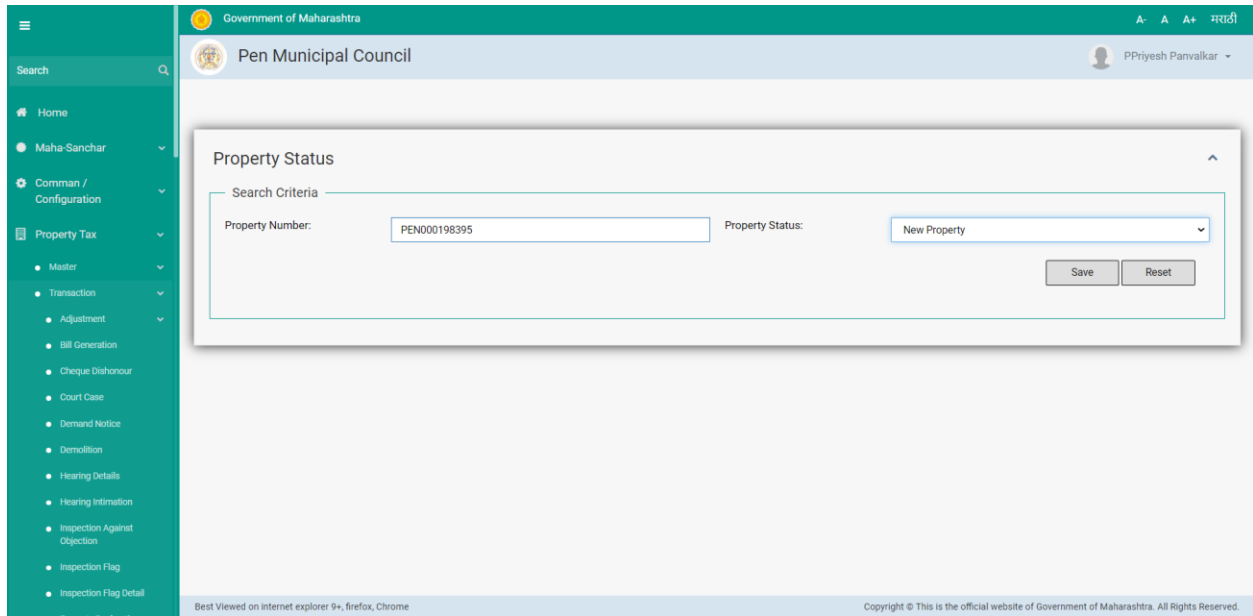 Government of Maharashtra
A- A A+ मराठी
Pen Municipal Council
PPriyesh Panvalkar
Search
Home
Maha-Sanchar
Comman /
Configuration
Property Tax
Master
Transaction
Adjustment
Bill Generation
Cheque Dishonour
Court Case
Demand Notice
Demolition
Hearing Details
Hearing Intimation
Inspection Against
Objection
Inspection Flag
Inspection Flag Detail
Property Status
Search Criteria
Property Number: PEN000198395 Property Status: New Property
Save Reset
Best Viewed on internet explorer 9+, firefox, Chrome
Copyright © This is the official website of Government of Maharashtra. All Rights Reserved.